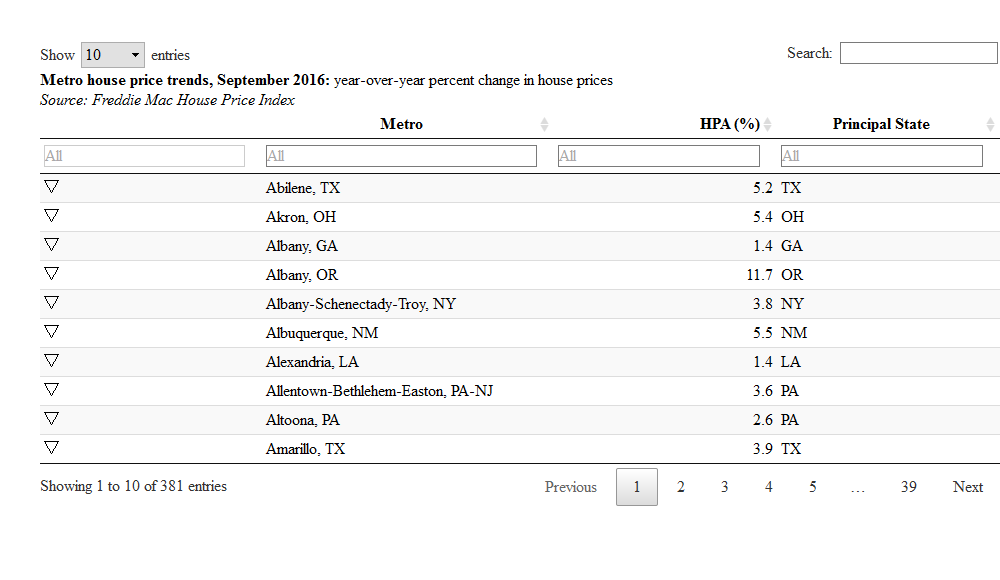 Show 10 entries Search:
Metro house price trends, September 2016: year-over-year percent change in house prices
Source: Freddie Mac House Price Index
Metro HPA (%) Principal State
All All All All
Abilene, TX 5.2 TX
Akron, OH 5.4 OH
Albany, GA 1.4 GA
Albany, OR 11.7 OR
Albany-Schenectady-Troy, NY 3.8 NY
Albuquerque, NM 5.5 NM
Alexandria, LA 1.4 LA
Allentown-Bethlehem-Easton, PA-NJ 3.6 PA
Altoona, PA 2.6 PA
Amarillo, TX 3.9 TX
Showing 1 to 10 of 381 entries Previous 1 2 3 4 5 … 39 Next